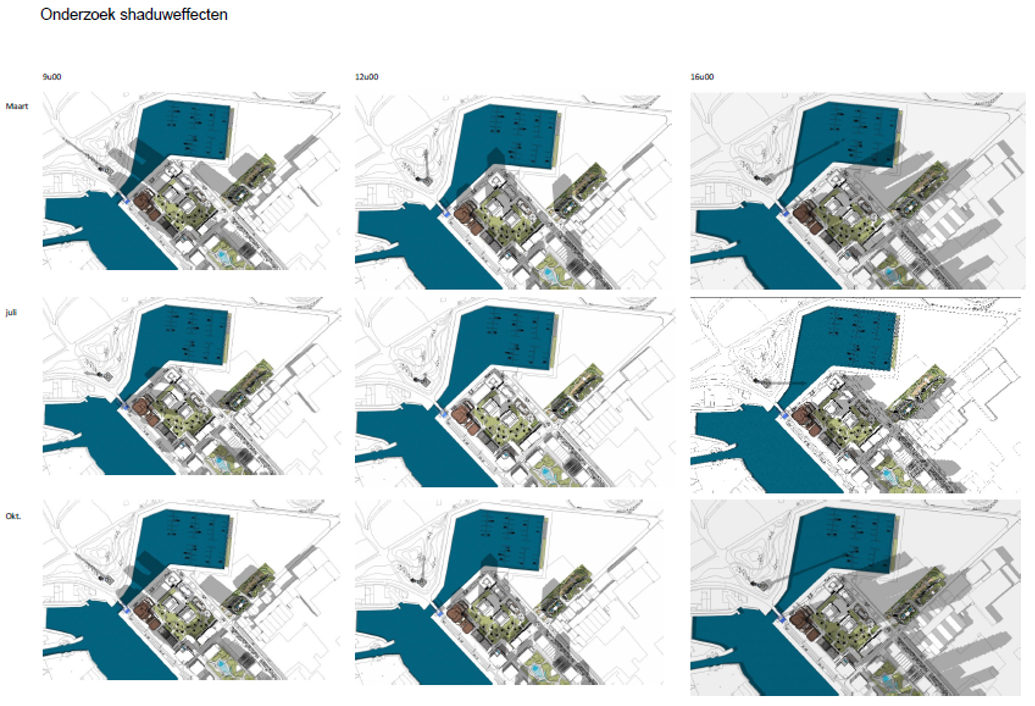 Onderzoek shaduweffecten
9u00 12u00 16u00
Maart
juli
Okt.